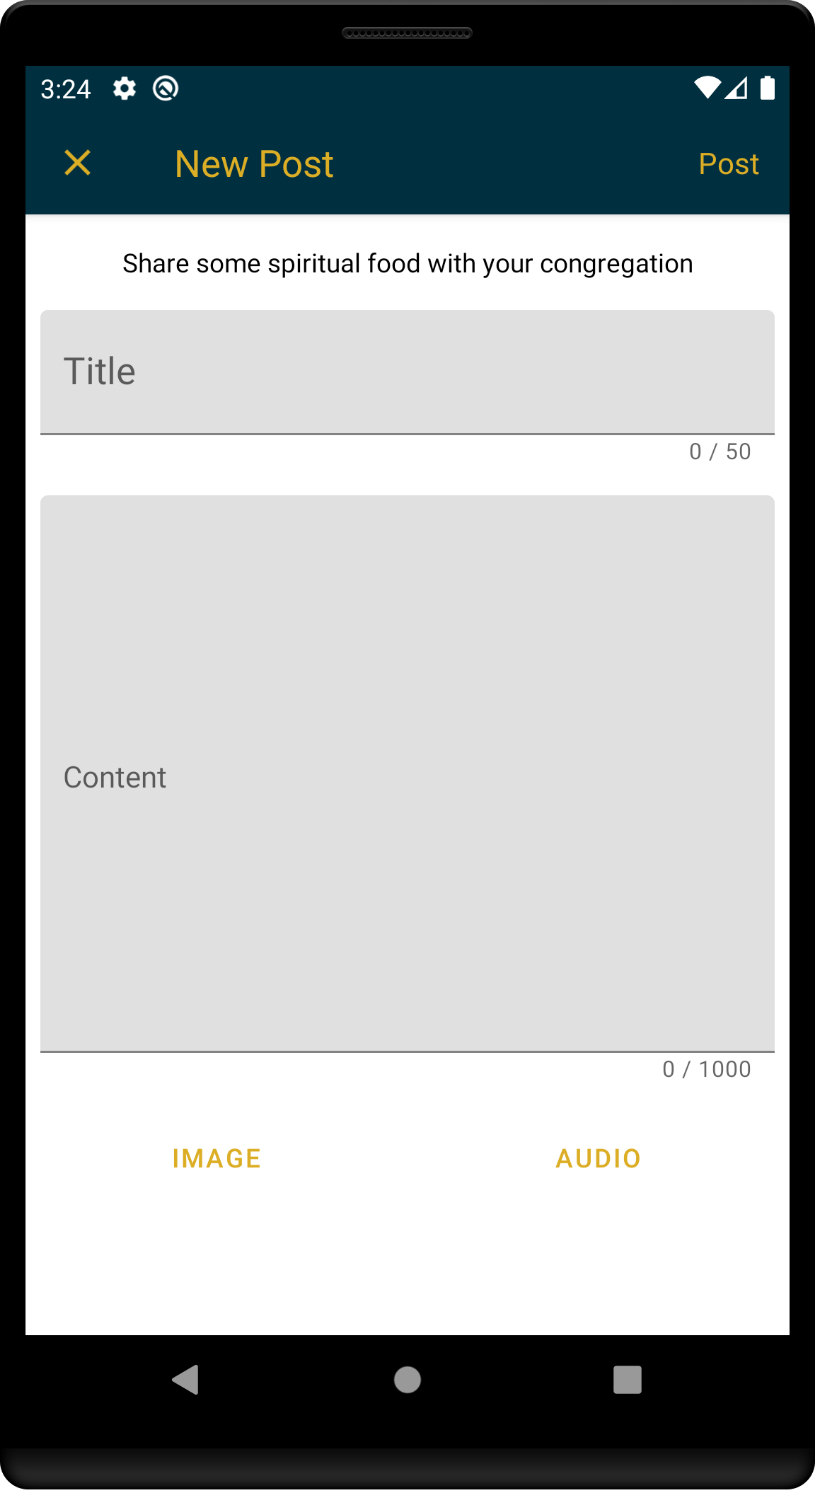 3:24
New Post
Post
Share some spiritual food with your congregation
Title
0 / 50
Content
0 / 1000
IMAGE
AUDIO